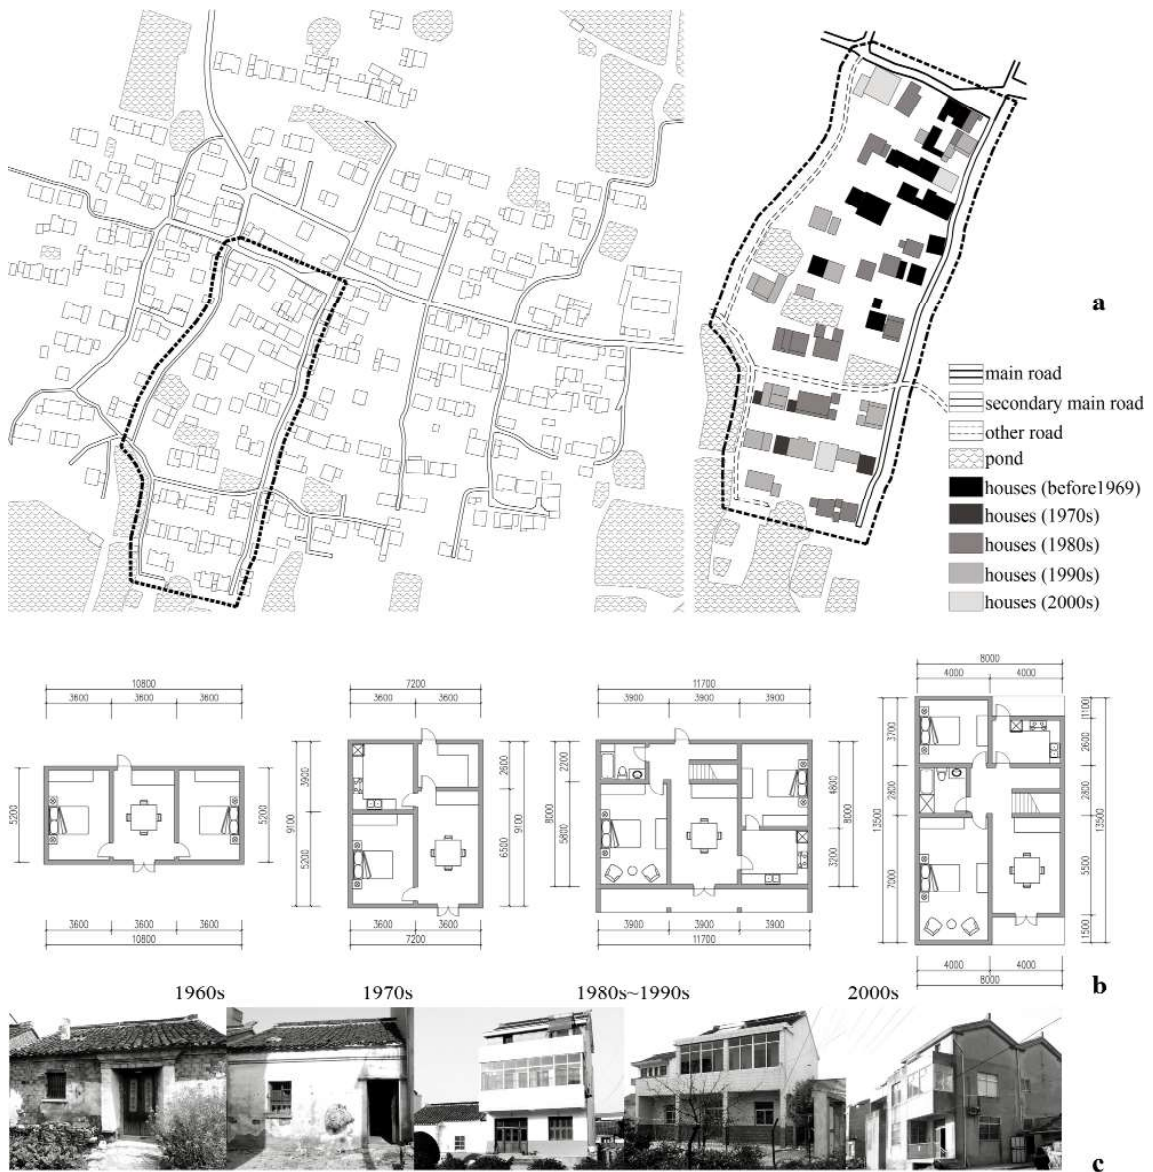 a
main road
secondary main road
other road
pond
houses (before1969)
houses (1970s)
houses (1980s)
houses (1990s)
houses (2000s)
10800
3600 3600 3600
5200
5200
3600 3600 3600
10800
7200
3600 3600
3900
9100
5200
2600
9100
6500
3600 3600
7200
11700
3900 3900 3900
2200
8000
5800
4800
8000
3200
3900 3900 3900
11700
8000
4000 4000
3700
2800
13500
7000
1100
2600
2800
13500
5500
1500
4000 4000
8000
b
1960s 1970s 1980s~1990s 2000s
c